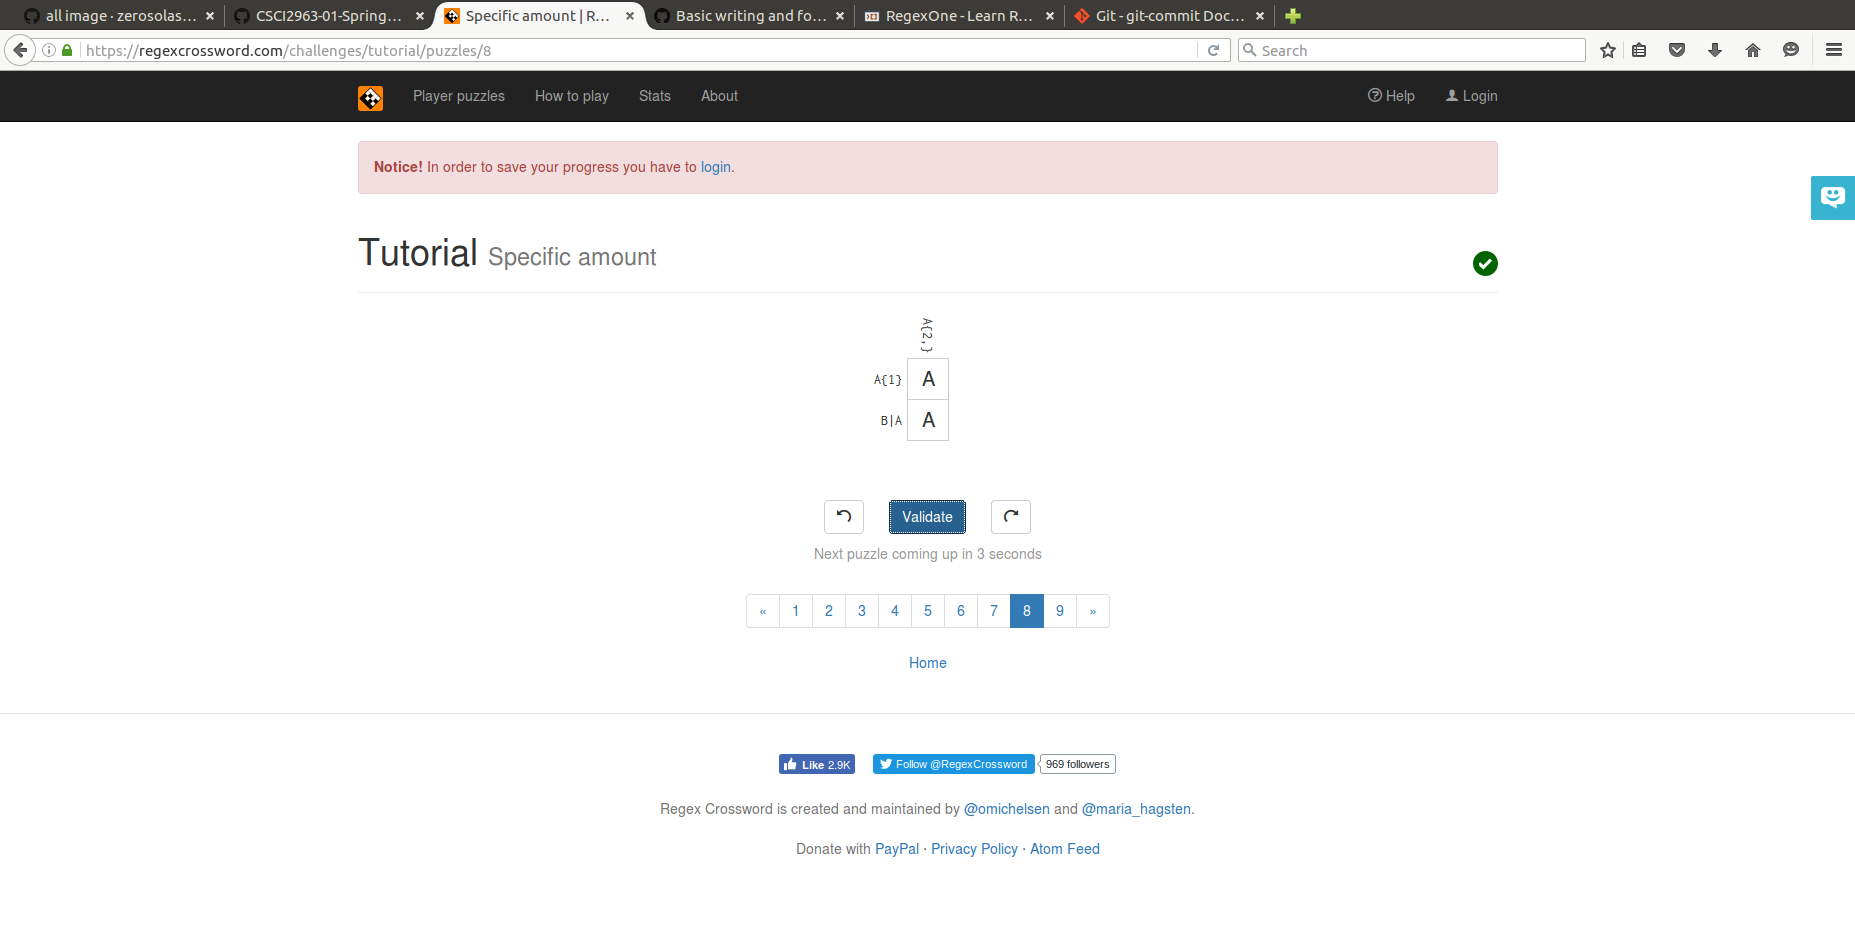 all image · zerosolas... CSCI2963-01-Spring... Specific amount | R... Basic writing and fo... RegexOne - Learn R... Git - git-commit Doc...
https://regexcrossword.com/challenges/tutorial/puzzles/8 Search
Player puzzles How to play Stats About Help Login
Notice! In order to save your progress you have to login.
Tutorial Specific amount
A{2,}
A{1} A
B|A A
Validate
Next puzzle coming up in 3 seconds
« 1 2 3 4 5 6 7 8 9 »
Home
Like 2.9K Follow @RegexCrossword 969 followers
Regex Crossword is created and maintained by @omichelsen and @maria_hagsten.
Donate with PayPal · Privacy Policy · Atom Feed